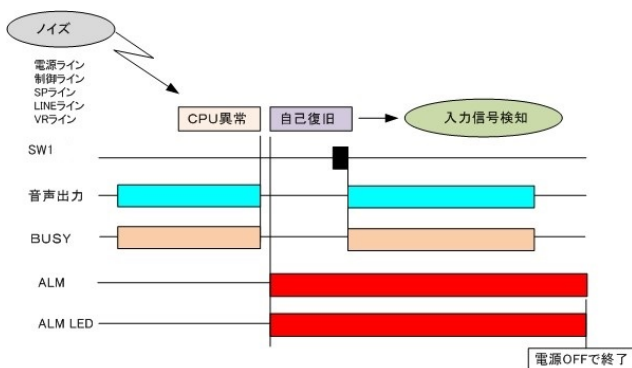 ノイズ
電源ライン
制御ライン
SPライン
LINEライン
VRライン
CPU異常
自己復旧
入力信号検知
SW1
音声出力
BUSY
ALM
ALM LED
電源OFFで終了